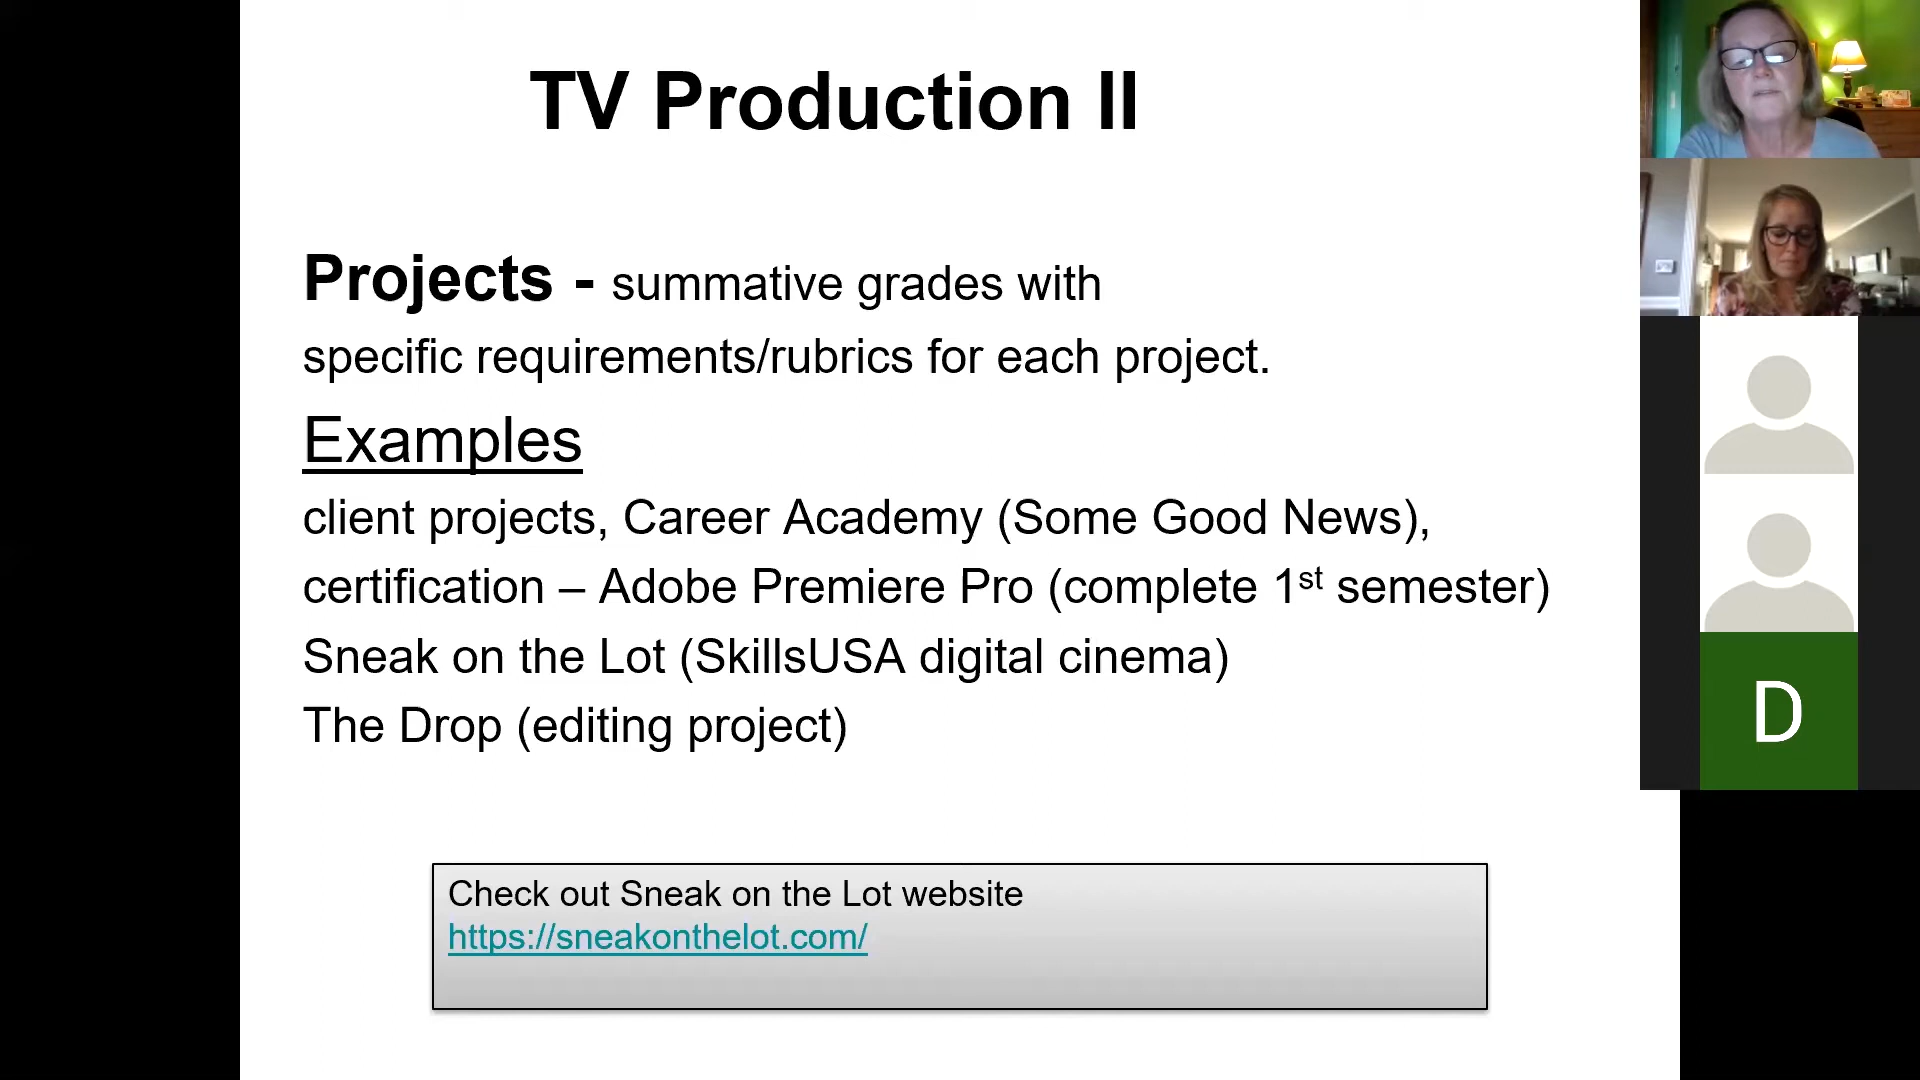 TV Production II
Projects - summative grades with
specific requirements/rubrics for each project.
Examples
client projects, Career Academy (Some Good News),
certification – Adobe Premiere Pro (complete 1st semester)
Sneak on the Lot (SkillsUSA digital cinema)
The Drop (editing project)
Check out Sneak on the Lot website
https://sneakonthelot.com/
D